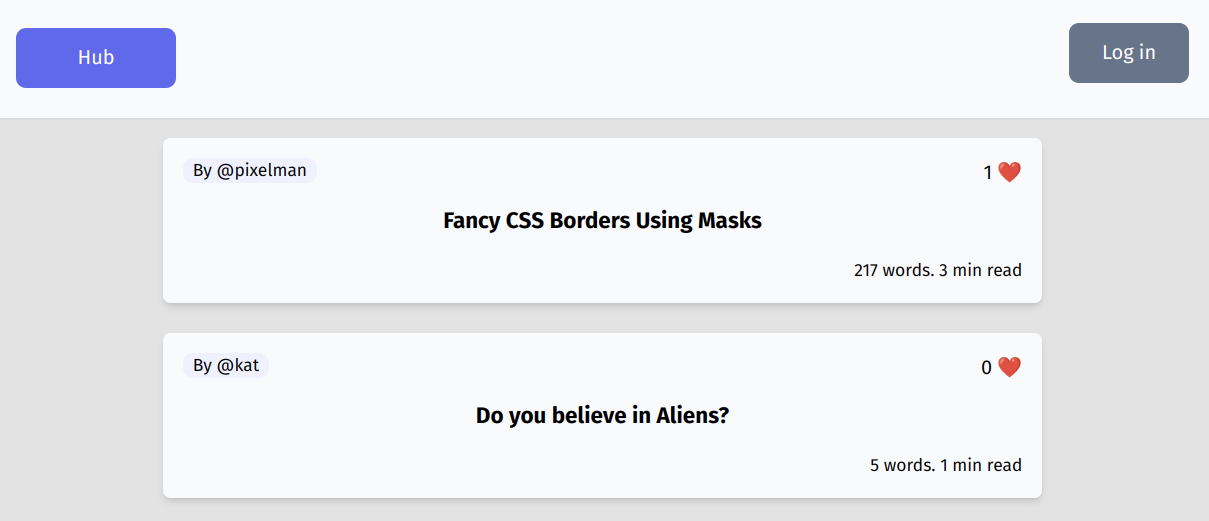 Hub
Log in
By @pixelman
1 ❤️
Fancy CSS Borders Using Masks
217 words. 3 min read
By @kat
0 ❤️
Do you believe in Aliens?
5 words. 1 min read